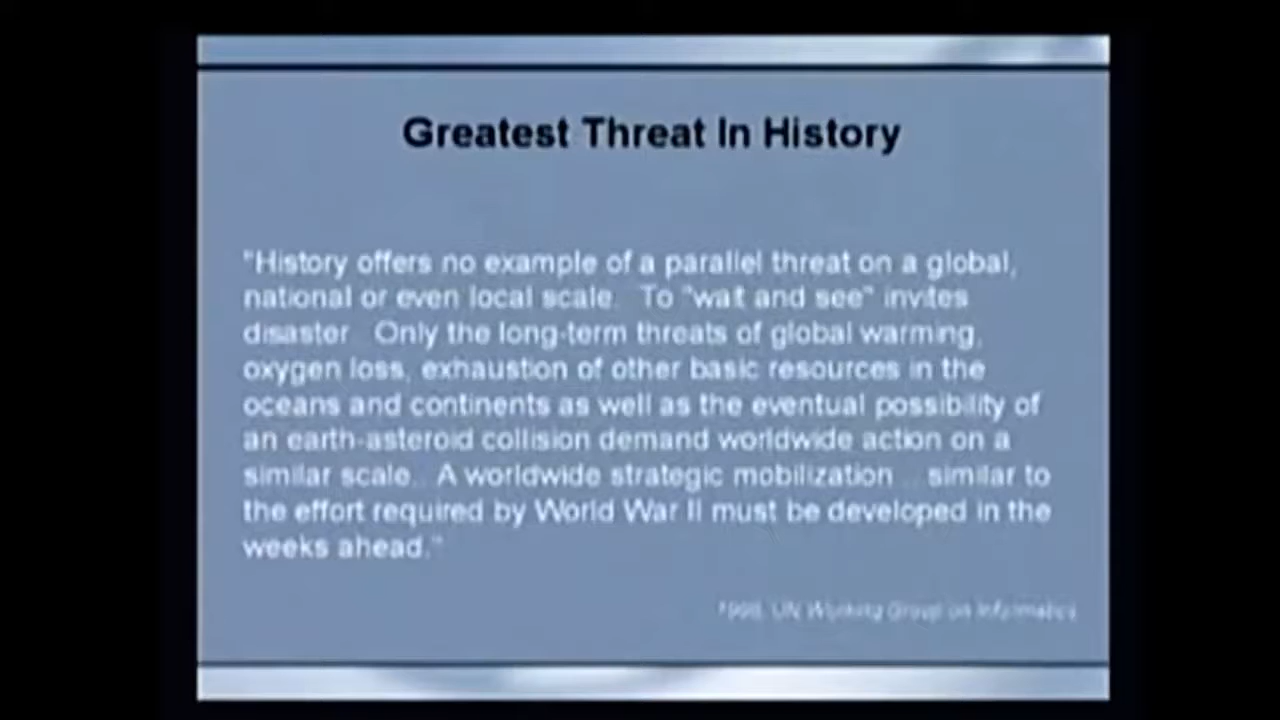 Greatest Threat In History
"History offers no example of a parallel threat on a global,
national or even local scale. To "wait and see" invites
disaster. Only the long-term threats of global warming,
oxygen loss, exhaustion of other basic resources in the
oceans and continents as well as the eventual possibility of
an earth-asteroid collision demand worldwide action on a
similar scale. A worldwide strategic mobilization... similar to
the effort required by World War II must be developed in the
weeks ahead."
UN Working Group on Informatics